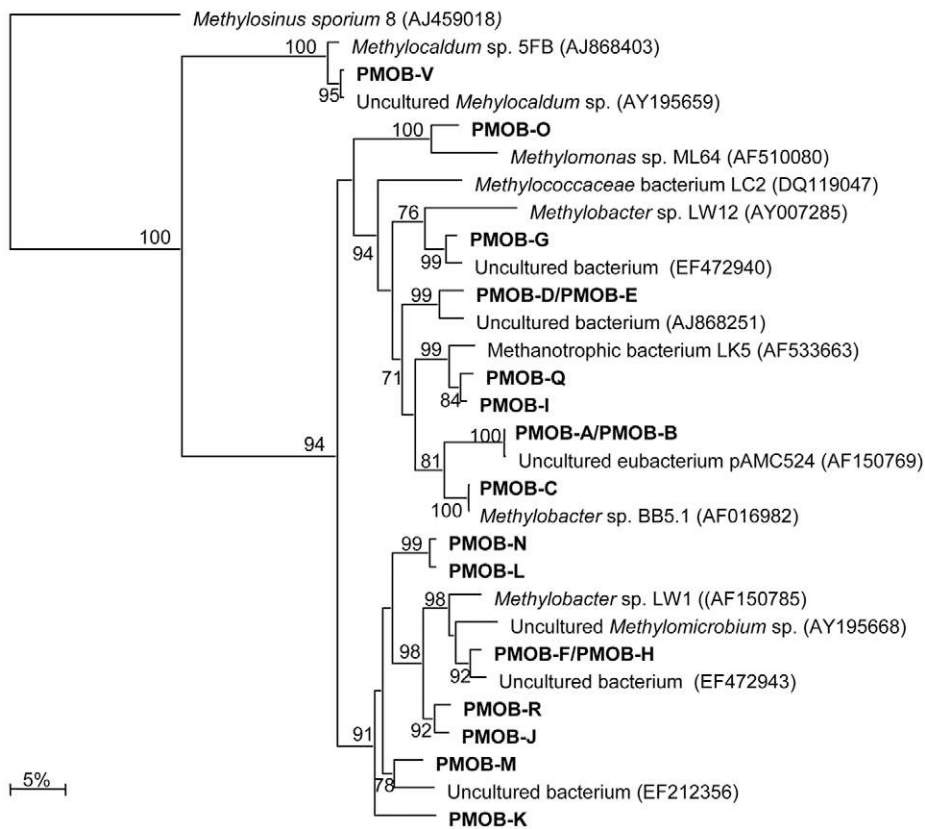 Methylosinus sporium 8 (AJ459018)
100 Methylocaldum sp. 5FB (AJ868403)
PMOB-V
95 Uncultured Mehylocaldum sp. (AY195659)
100 PMOB-O
Methylomonas sp. ML64 (AF510080)
Methylococcaceae bacterium LC2 (DQ119047)
76 Methylobacter sp. LW12 (AY007285)
100 94 PMOB-G
99 Uncultured bacterium (EF472940)
99 PMOB-D/PMOB-E
Uncultured bacterium (AJ868251)
99 Methanotrophic bacterium LK5 (AF533663)
71 PMOB-Q
84 PMOB-I
94 100 PMOB-A/PMOB-B
81 Uncultured eubacterium pAMC524 (AF150769)
PMOB-C
100 Methylobacter sp. BB5.1 (AF016982)
99 PMOB-N
PMOB-L
98 Methylobacter sp. LW1 ((AF150785)
Uncultured Methylomicrobium sp. (AY195668)
98 PMOB-F/PMOB-H
92 Uncultured bacterium (EF472943)
PMOB-R
91 92 PMOB-J
PMOB-M
5% 78 Uncultured bacterium (EF212356)
PMOB-K